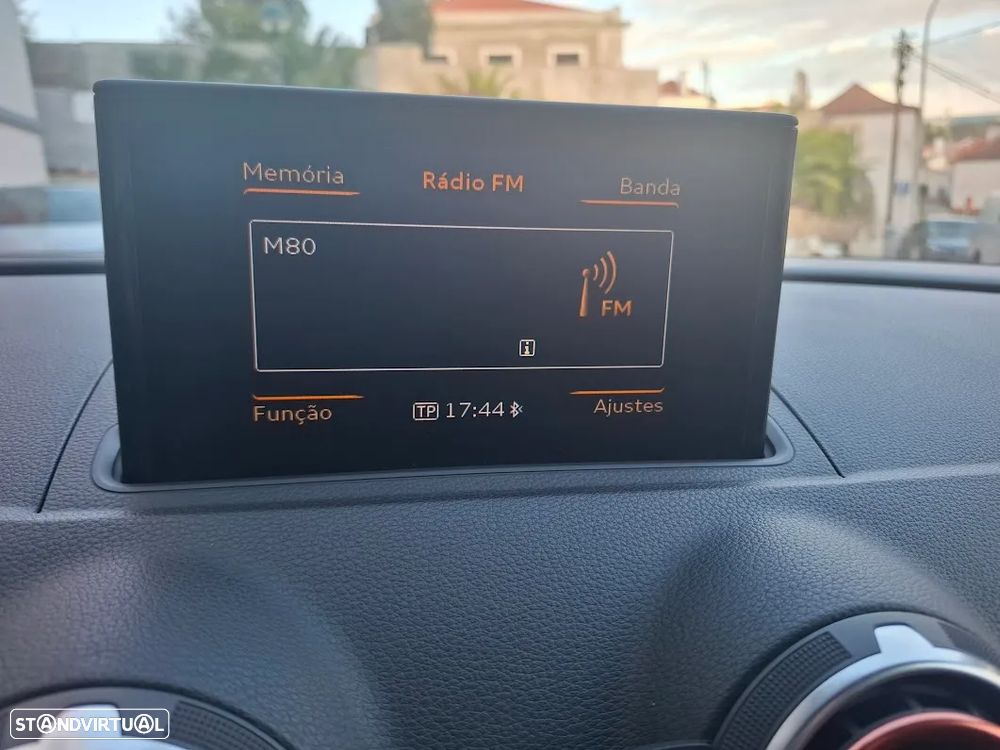 Memória
Rádio FM
Banda
M80
FM
i
Função
TP 17:44
Ajustes
STANDVIRTUAL